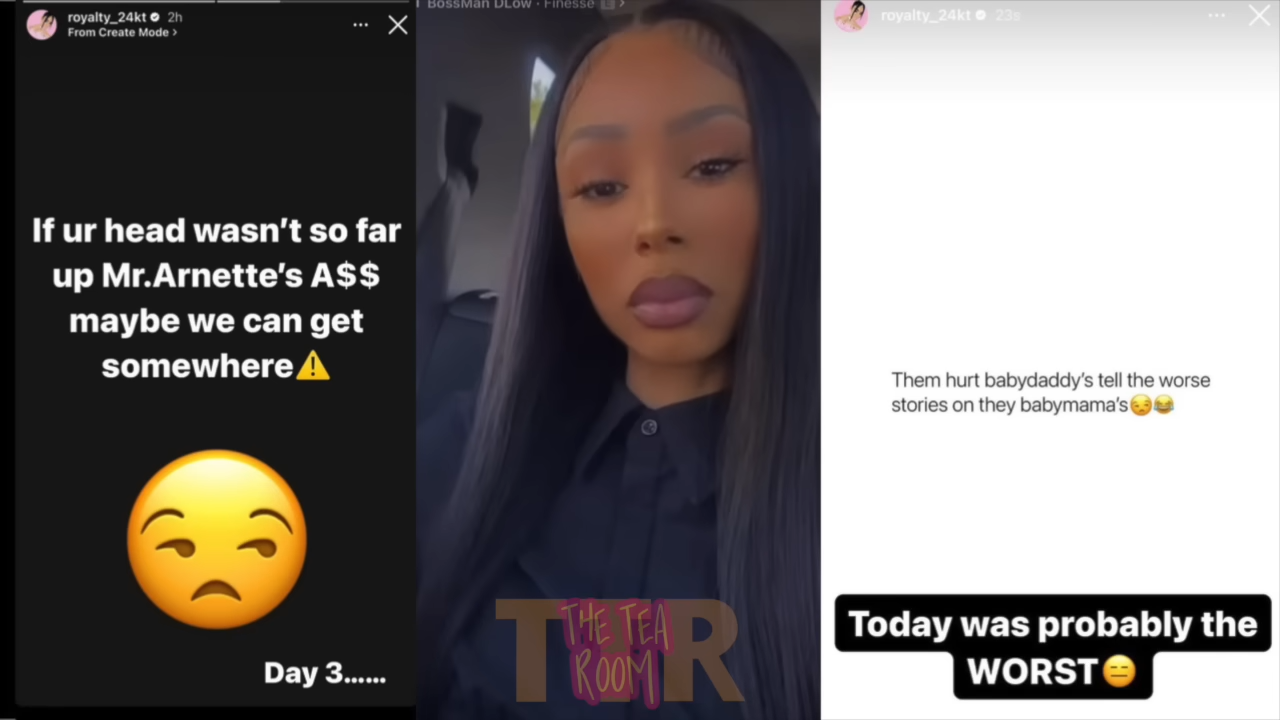 royalty_24kt 2h
From Create Mode >
If ur head wasn't so far
up Mr.Arnette's A$$
maybe we can get
somewhere⚠️
Day 3......
BossMan DLow · Finesse E >
THE TEA
ROOM
T R
royalty_24kt 23s
Them hurt babydaddy's tell the worse
stories on they babymama's😒😂
Today was probably the
WORST😑